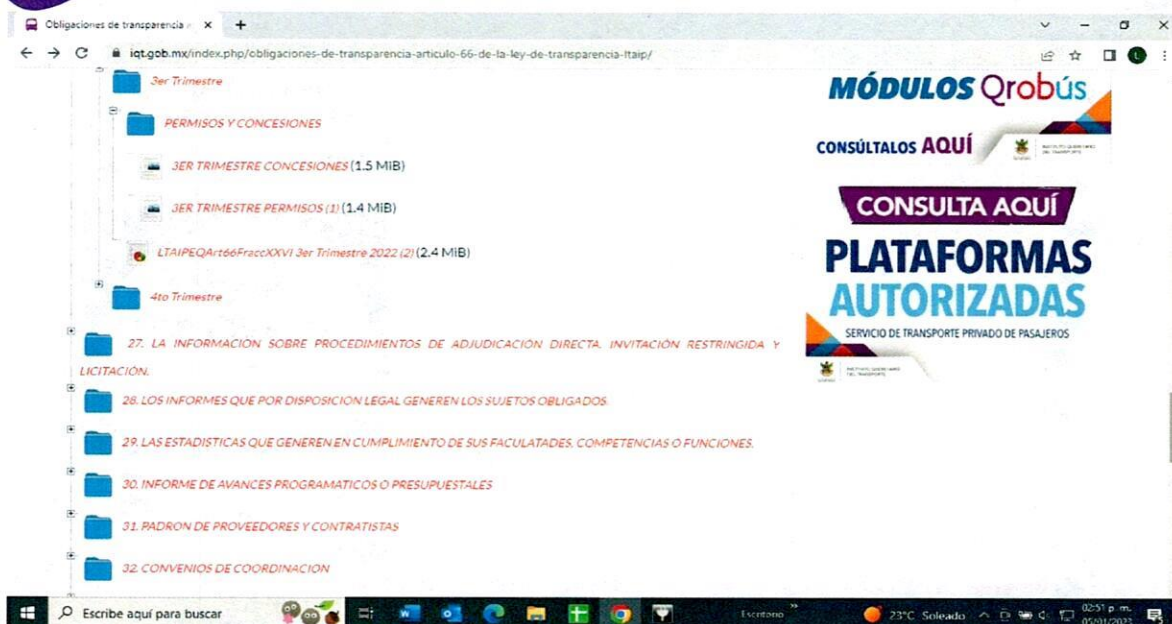 Obligaciones de transparencia
iqt.gob.mx/index.php/obligaciones-de-transparencia-articulo-66-de-la-ley-de-transparencia-ltaip/
3er Trimestre
PERMISOS Y CONCESIONES
3ER TRIMESTRE CONCESIONES (1.5 MiB)
3ER TRIMESTRE PERMISOS (1) (1.4 MiB)
LTAIPEQArt66FraccXXVI 3er Trimestre 2022 (2) (2.4 MiB)
4to Trimestre
27. LA INFORMACIÓN SOBRE PROCEDIMIENTOS DE ADJUDICACIÓN DIRECTA. INVITACIÓN RESTRINGIDA Y
LICITACIÓN.
28. LOS INFORMES QUE POR DISPOSICION LEGAL GENEREN LOS SUJETOS OBLIGADOS.
29. LAS ESTADISTICAS QUE GENEREN EN CUMPLIMIENTO DE SUS FACULATADES, COMPETENCIAS O FUNCIONES.
30. INFORME DE AVANCES PROGRAMATICOS O PRESUPUESTALES
31. PADRON DE PROVEEDORES Y CONTRATISTAS
32. CONVENIOS DE COORDINACION
MÓDULOS Qrobús
CONSÚLTALOS AQUÍ
CONSULTA AQUÍ
PLATAFORMAS
AUTORIZADAS
SERVICIO DE TRANSPORTE PRIVADO DE PASAJEROS
Escribe aquí para buscar
Escritorio
23°C Soleado
02:51 p. m.
05/01/2023